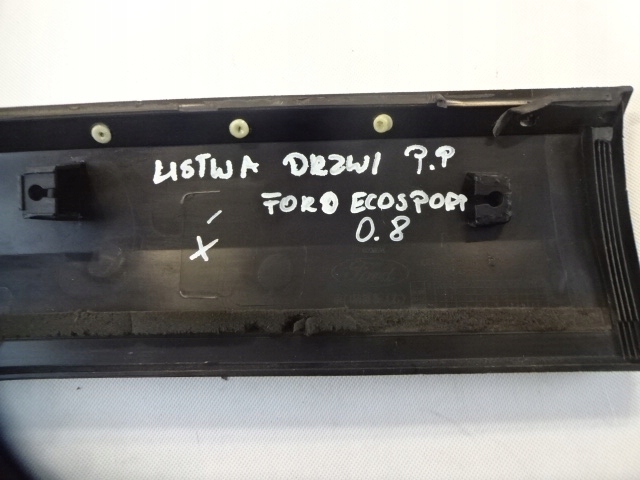 LISTWA DRZWI P.P
FORD ECOSPORT
X
0.8